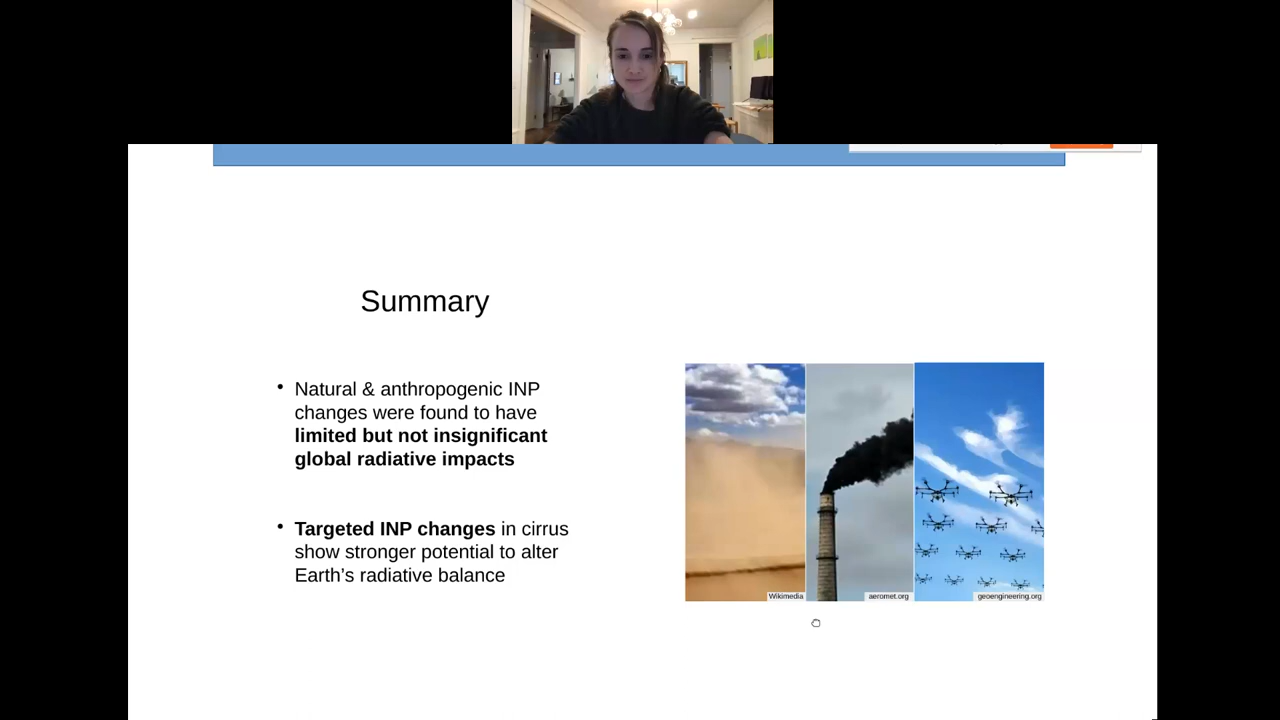 Summary
• Natural & anthropogenic INP
changes were found to have
limited but not insignificant
global radiative impacts
• Targeted INP changes in cirrus
show stronger potential to alter
Earth's radiative balance
Wikimedia
aeromet.org
geoengineering.org